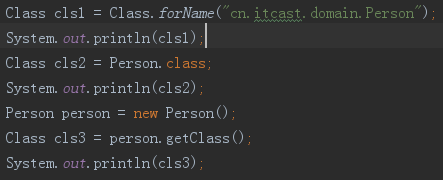 Class cls1 = Class.forName("cn.itcast.domain.Person");
System.out.println(cls1);
Class cls2 = Person.class;
System.out.println(cls2);
Person person = new Person();
Class cls3 = person.getClass();
System.out.println(cls3);